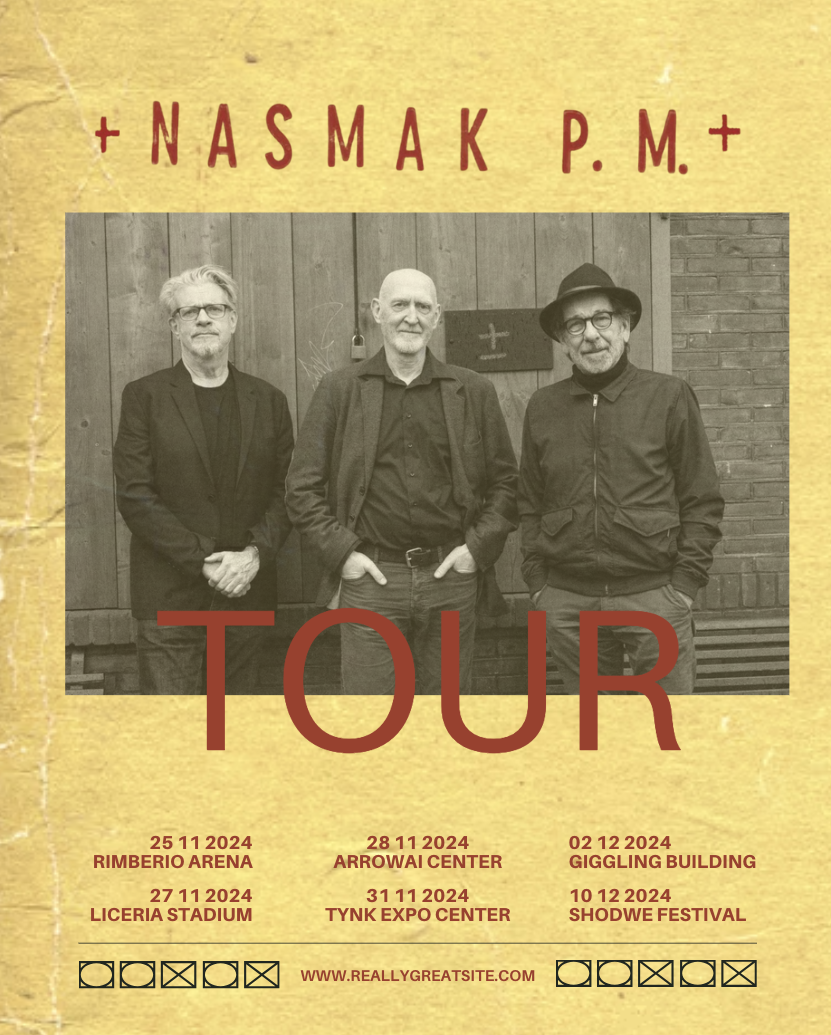 + NASMAK P.M. +
TOUR
25 11 2024
RIMBERIO ARENA
27 11 2024
LICERIA STADIUM
28 11 2024
ARROWAI CENTER
31 11 2024
TYNK EXPO CENTER
02 12 2024
GIGGLING BUILDING
10 12 2024
SHODWE FESTIVAL
WWW.REALLYGREATSITE.COM